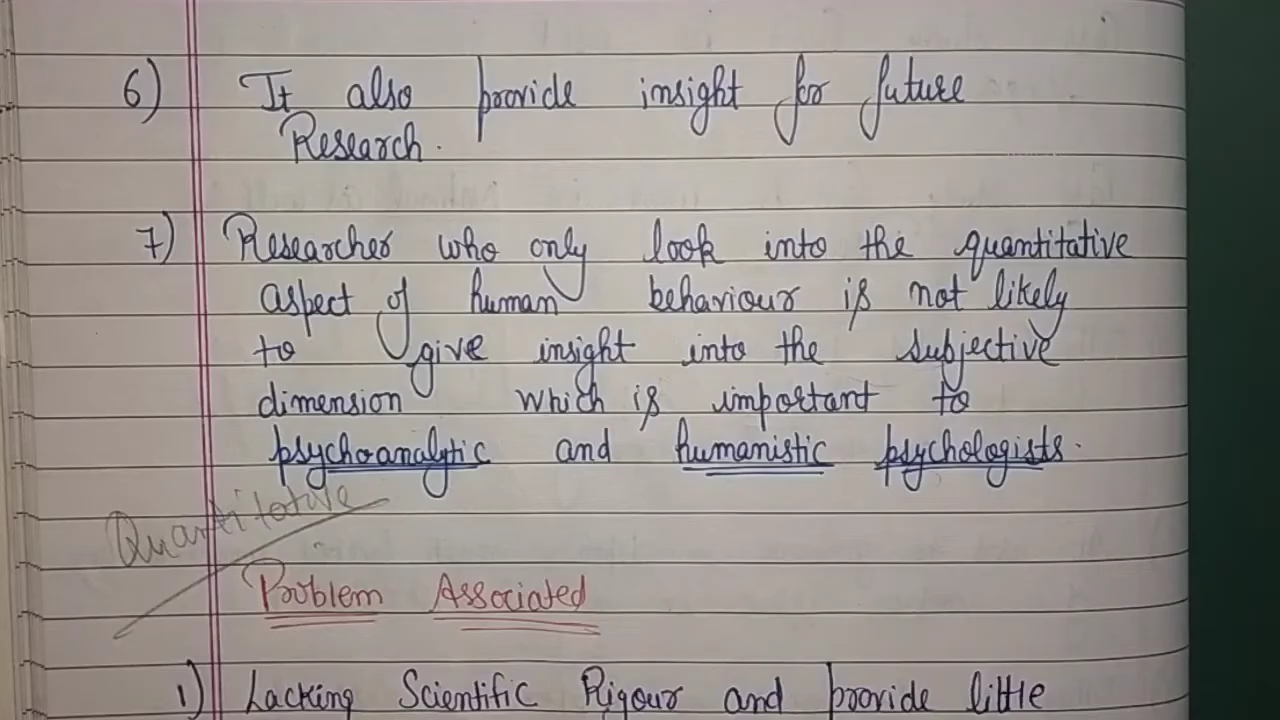 6) It also provide insight for future
Research.
7) Researcher who only look into the quantitative
aspect of human behaviour is not likely
to give insight into the subjective
dimension which is important to
psychoanalytic and humanistic psychologists.
Quantitative
Problem Associated
1) Lacking Scientific Rigour and provide little